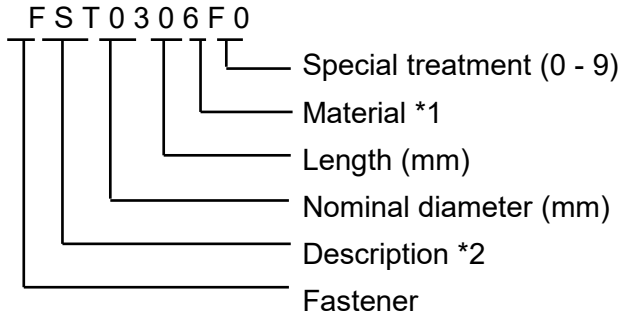 F S T 0 3 0 6 F 0
Special treatment (0 - 9)
Material *1
Length (mm)
Nominal diameter (mm)
Description *2
Fastener